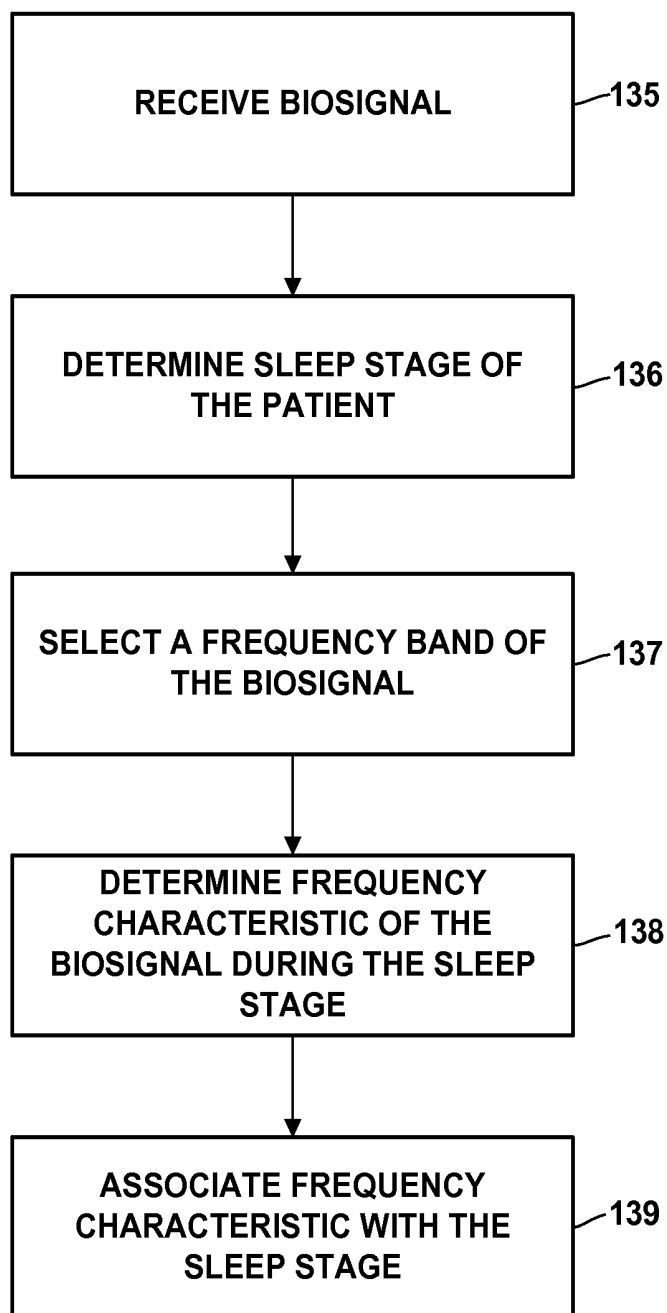 RECEIVE BIOSIGNAL
135
DETERMINE SLEEP STAGE OF
THE PATIENT
136
SELECT A FREQUENCY BAND OF
THE BIOSIGNAL
137
DETERMINE FREQUENCY
CHARACTERISTIC OF THE
BIOSIGNAL DURING THE SLEEP
STAGE
138
ASSOCIATE FREQUENCY
CHARACTERISTIC WITH THE
SLEEP STAGE
139